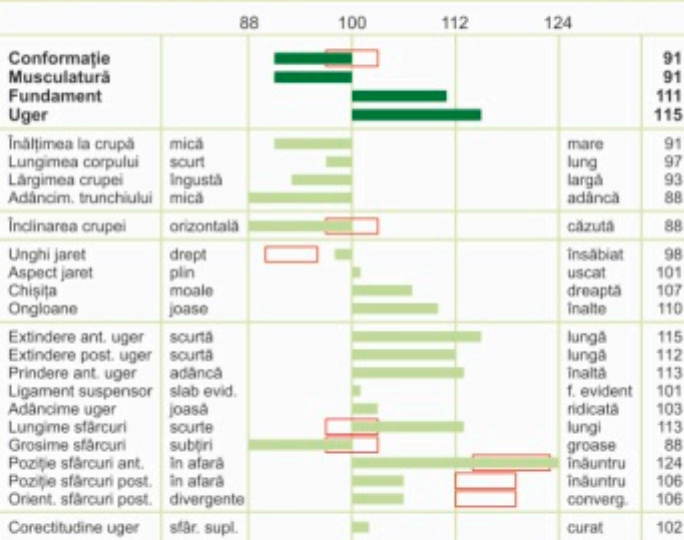 88 100 112 124
Conformație 91
Musculatură 91
Fundament 111
Uger 115
Înălțimea la crupă mică mare 91
Lungimea corpului scurt lung 97
Lărgimea crupei îngustă largă 93
Adâncim. trunchiului mică adâncă 88
Înclinarea crupei orizontală căzută 88
Unghi jaret drept însăbiat 98
Aspect jaret plin uscat 101
Chișița moale dreaptă 107
Ongloane joase înalte 110
Extindere ant. uger scurtă lungă 115
Extindere post. uger scurtă lungă 112
Prindere ant. uger adâncă înaltă 113
Ligament suspensor slab evid. f. evident 101
Adâncime uger joasă ridicată 103
Lungime sfârcuri scurte lungi 113
Grosime sfârcuri subțiri groase 88
Poziție sfârcuri ant. în afară înăuntru 124
Poziție sfârcuri post. în afară înăuntru 106
Orient. sfârcuri post. divergente converg. 106
Corectitudine uger sfâr. supl. curat 102